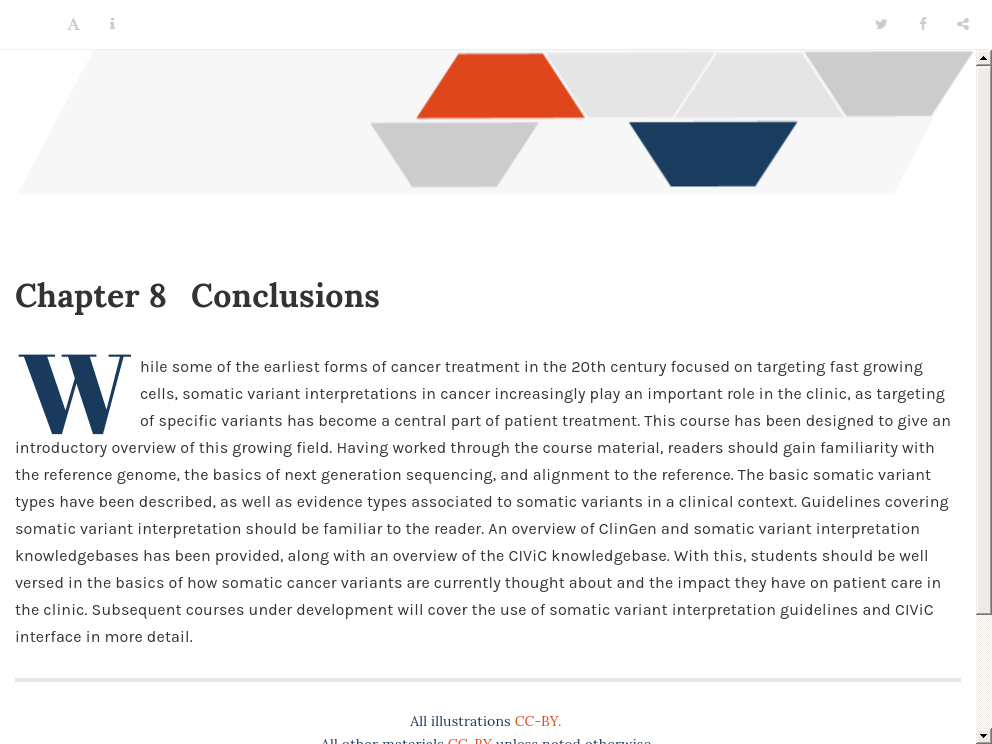 A
Chapter 8 Conclusions
While some of the earliest forms of cancer treatment in the 20th century focused on targeting fast growing
cells, somatic variant interpretations in cancer increasingly play an important role in the clinic, as targeting
of specific variants has become a central part of patient treatment. This course has been designed to give an
introductory overview of this growing field. Having worked through the course material, readers should gain familiarity with
the reference genome, the basics of next generation sequencing, and alignment to the reference. The basic somatic variant
types have been described, as well as evidence types associated to somatic variants in a clinical context. Guidelines covering
somatic variant interpretation should be familiar to the reader. An overview of ClinGen and somatic variant interpretation
knowledgebases has been provided, along with an overview of the CIViC knowledgebase. With this, students should be well
versed in the basics of how somatic cancer variants are currently thought about and the impact they have on patient care in
the clinic. Subsequent courses under development will cover the use of somatic variant interpretation guidelines and CIViC
interface in more detail.
All illustrations CC-BY.
All other materials CC-BY unless noted otherwise.